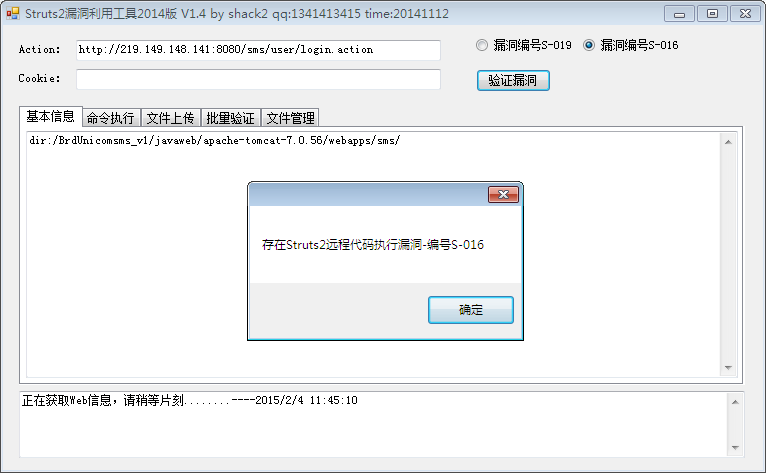 Struts2漏洞利用工具2014版 V1.4 by shack2 qq:1341413415 time:20141112
Action: http://219.149.148.141:8080/sms/user/login.action 漏洞编号S-019 漏洞编号S-016
Cookie: 验证漏洞
基本信息 命令执行 文件上传 批量验证 文件管理
dir:/BrdUnicomsms_v1/javaweb/apache-tomcat-7.0.56/webapps/sms/
存在Struts2远程代码执行漏洞-编号S-016
确定
正在获取Web信息，请稍等片刻........----2015/2/4 11:45:10